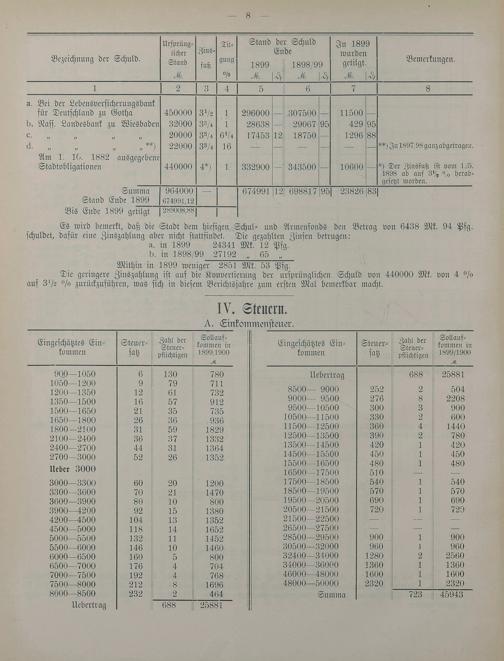 — 8 —
Bezeichnung der Schuld. | Ursprünglicher Stand M. | Zinsfuß | Tilgung % | Stand der Schuld Ende 1899 M. ₰ | 1898/99 M. ₰ | In 1899 wurden getilgt. M. ₰ | Bemerkungen.
1 | 2 | 3 | 4 | 5 | 6 | 7 | 8
a. Bei der Lebensversicherungsbank
für Deutschland zu Gotha | 450000 | 3½ | 1 | 296000 — | 307500 — | 11500 —
b. Nass. Landesbank zu Wiesbaden | 32000 | 3¾ | 1 | 28638 — | 29067 95 | 429 95
c. „ „ „ „ | 20000 | 3¾ | 6¼ | 17453 12 | 18750 — | 1296 88
d. „ „ „ „ **) | 22000 | 3¾ | 16 | — | — | — | **) In 1897/98 ganz abgetragen.
Am 1. 10. 1882 ausgegebene
Stadtobligationen | 440000 | 4*) | 1 | 332900 — | 343500 — | 10600 — | *) Der Zinsfuß ist vom 1./5. 1898 ab auf 3½ % herabgesetzt worden.
Summa | 964000 | — | 674991 12 | 698817 95 | 23826 83
Stand Ende 1899 | 674991,12
Bis Ende 1899 getilgt | 289008,88
Es wird bemerkt, daß die Stadt dem hiesigen Schul- und Armenfonds den Betrag von 6438 Mk. 94 Pfg.
schuldet, dafür eine Zinszahlung aber nicht stattfindet. Die gezahlten Zinsen betrugen:
a. in 1899 24341 Mk. 12 Pfg.
b. in 1898/99 27192 „ 65 „
Mithin in 1899 weniger 2851 Mk. 53 Pfg.
Die geringere Zinszahlung ist auf die Konvertierung der ursprünglichen Schuld von 440000 Mk. von 4 %
auf 3½ % zurückzuführen, was sich in diesem Berichtsjahre zum ersten Mal bemerkbar macht.
IV. Steuern.
A. Einkommensteuer.
Eingeschätztes Einkommen | Steuersatz | Zahl der Steuerpflichtigen | Sollaufkommen in 1899/1900 M.
900—1050 | 6 | 130 | 780
1050—1200 | 9 | 79 | 711
1200—1350 | 12 | 61 | 732
1350—1500 | 16 | 57 | 912
1500—1650 | 21 | 35 | 735
1650—1800 | 26 | 36 | 936
1800—2100 | 31 | 59 | 1829
2100—2400 | 36 | 37 | 1332
2400—2700 | 44 | 31 | 1364
2700—3000 | 52 | 26 | 1352
Ueber 3000
3000—3300 | 60 | 20 | 1200
3300—3600 | 70 | 21 | 1470
3600—3900 | 80 | 10 | 800
3900—4200 | 92 | 15 | 1380
4200—4500 | 104 | 13 | 1352
4500—5000 | 118 | 14 | 1652
5000—5500 | 132 | 11 | 1452
5500—6000 | 146 | 10 | 1460
6000—6500 | 160 | 5 | 800
6500—7000 | 176 | 4 | 704
7000—7500 | 192 | 4 | 768
7500—8000 | 212 | 8 | 1696
8000—8500 | 232 | 2 | 464
Uebertrag | 688 | 25881
Eingeschätztes Einkommen | Steuersatz | Zahl der Steuerpflichtigen | Sollaufkommen in 1899/1900 M.
Uebertrag | 688 | 25881
8500— 9000 | 252 | 2 | 504
9000— 9500 | 276 | 8 | 2208
9500—10500 | 300 | 3 | 900
10500—11500 | 330 | 2 | 600
11500—12500 | 360 | 4 | 1440
12500—13500 | 390 | 2 | 780
13500—14500 | 420 | 1 | 420
14500—15500 | 450 | 1 | 450
15500—16500 | 480 | 1 | 480
16500—17500 | 510 | — | —
17500—18500 | 540 | 1 | 540
18500—19500 | 570 | 1 | 570
19500—20500 | 690 | 1 | 690
20500—21500 | 720 | 1 | 720
21500—22500 | — | — | —
26500—27500 | — | — | —
28500—29500 | 900 | 1 | 900
30500—32000 | 960 | 1 | 960
32400—34000 | 1280 | 2 | 2560
34000—36000 | 1360 | 1 | 1360
46000—48000 | 1600 | 1 | 1600
48000—50000 | 2320 | 1 | 2320
Summa | 723 | 45943